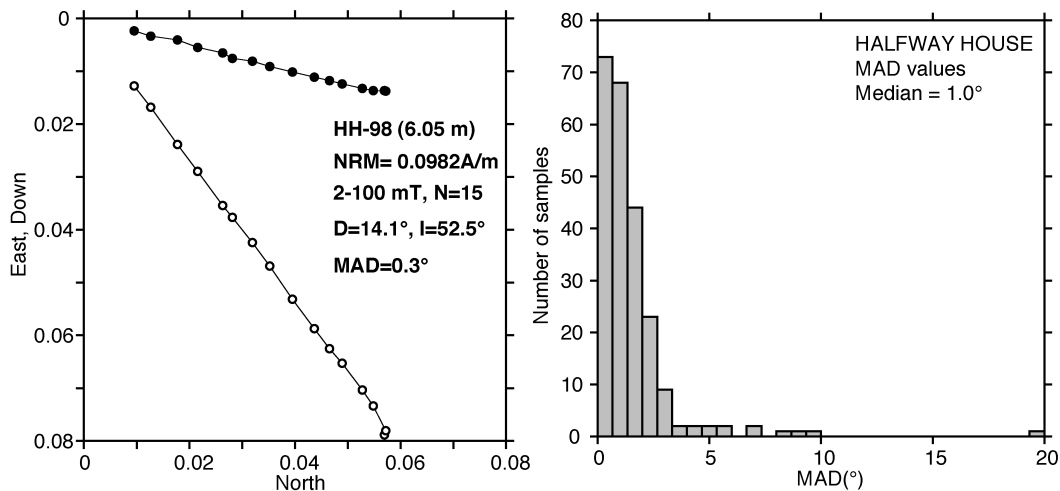 0
0.02
0.04
0.06
0.08
East, Down
0
0.02
0.04
0.06
0.08
North
HH-98 (6.05 m)
NRM= 0.0982A/m
2-100 mT, N=15
D=14.1°, I=52.5°
MAD=0.3°
80
70
60
50
40
30
20
10
0
Number of samples
0
5
10
15
20
MAD(°)
HALFWAY HOUSE
MAD values
Median = 1.0°